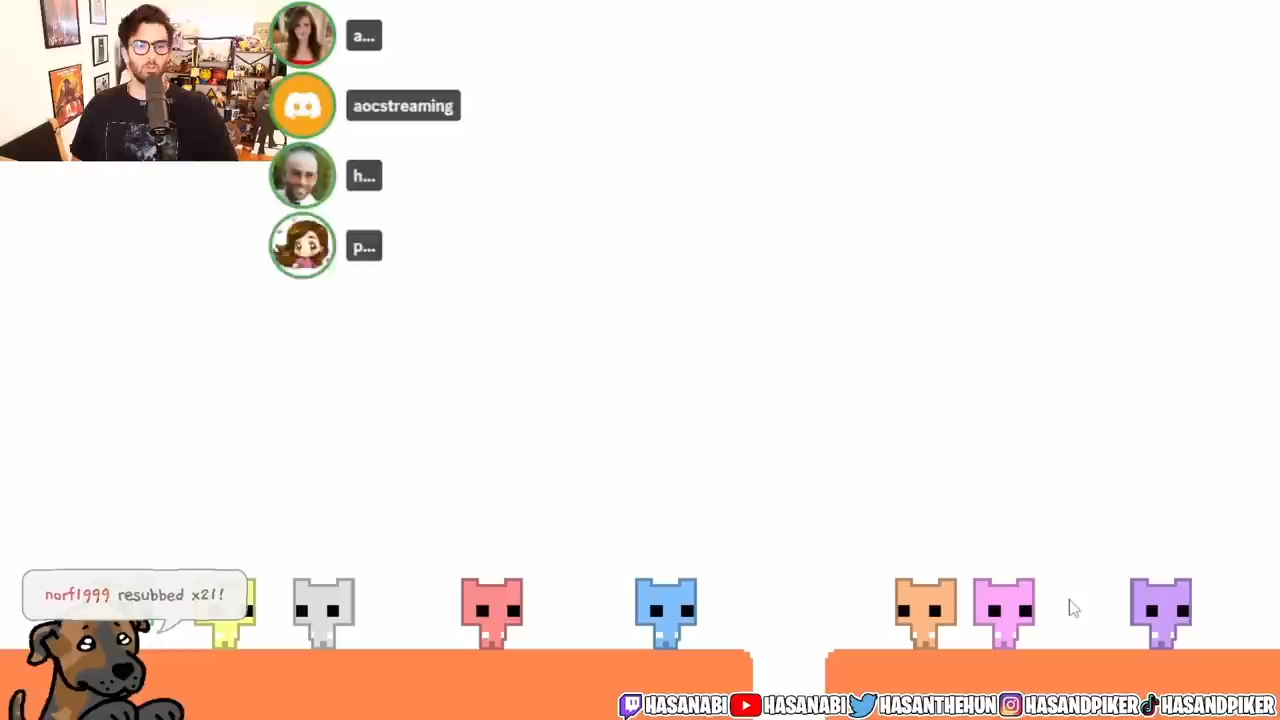 a...
aocstreaming
h...
p...
norf1999 resubbed x21!
HASANABI HASANABI HASANTHEHUN HASANDPIKER HASANDPIKER